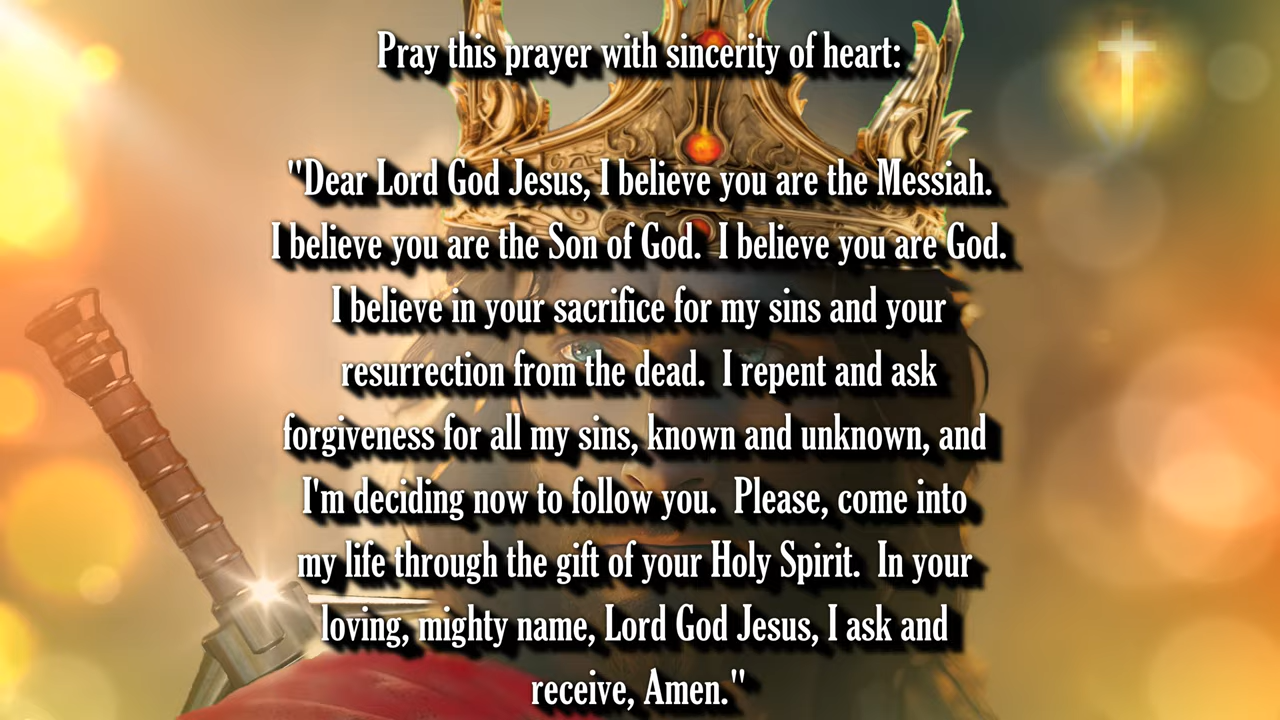 Pray this prayer with sincerity of heart:
"Dear Lord God Jesus, I believe you are the Messiah.
I believe you are the Son of God.  I believe you are God.
I believe in your sacrifice for my sins and your
resurrection from the dead.  I repent and ask
forgiveness for all my sins, known and unknown, and
I'm deciding now to follow you.  Please, come into
my life through the gift of your Holy Spirit.  In your
loving, mighty name, Lord God Jesus, I ask and
receive, Amen."